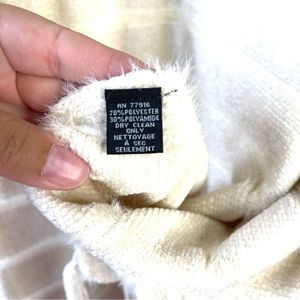 RN 77916
70%POLYESTER
30%POLYAMIDE
DRY CLEAN
ONLY
NETTOYAGE
À SEC
SEULEMENT